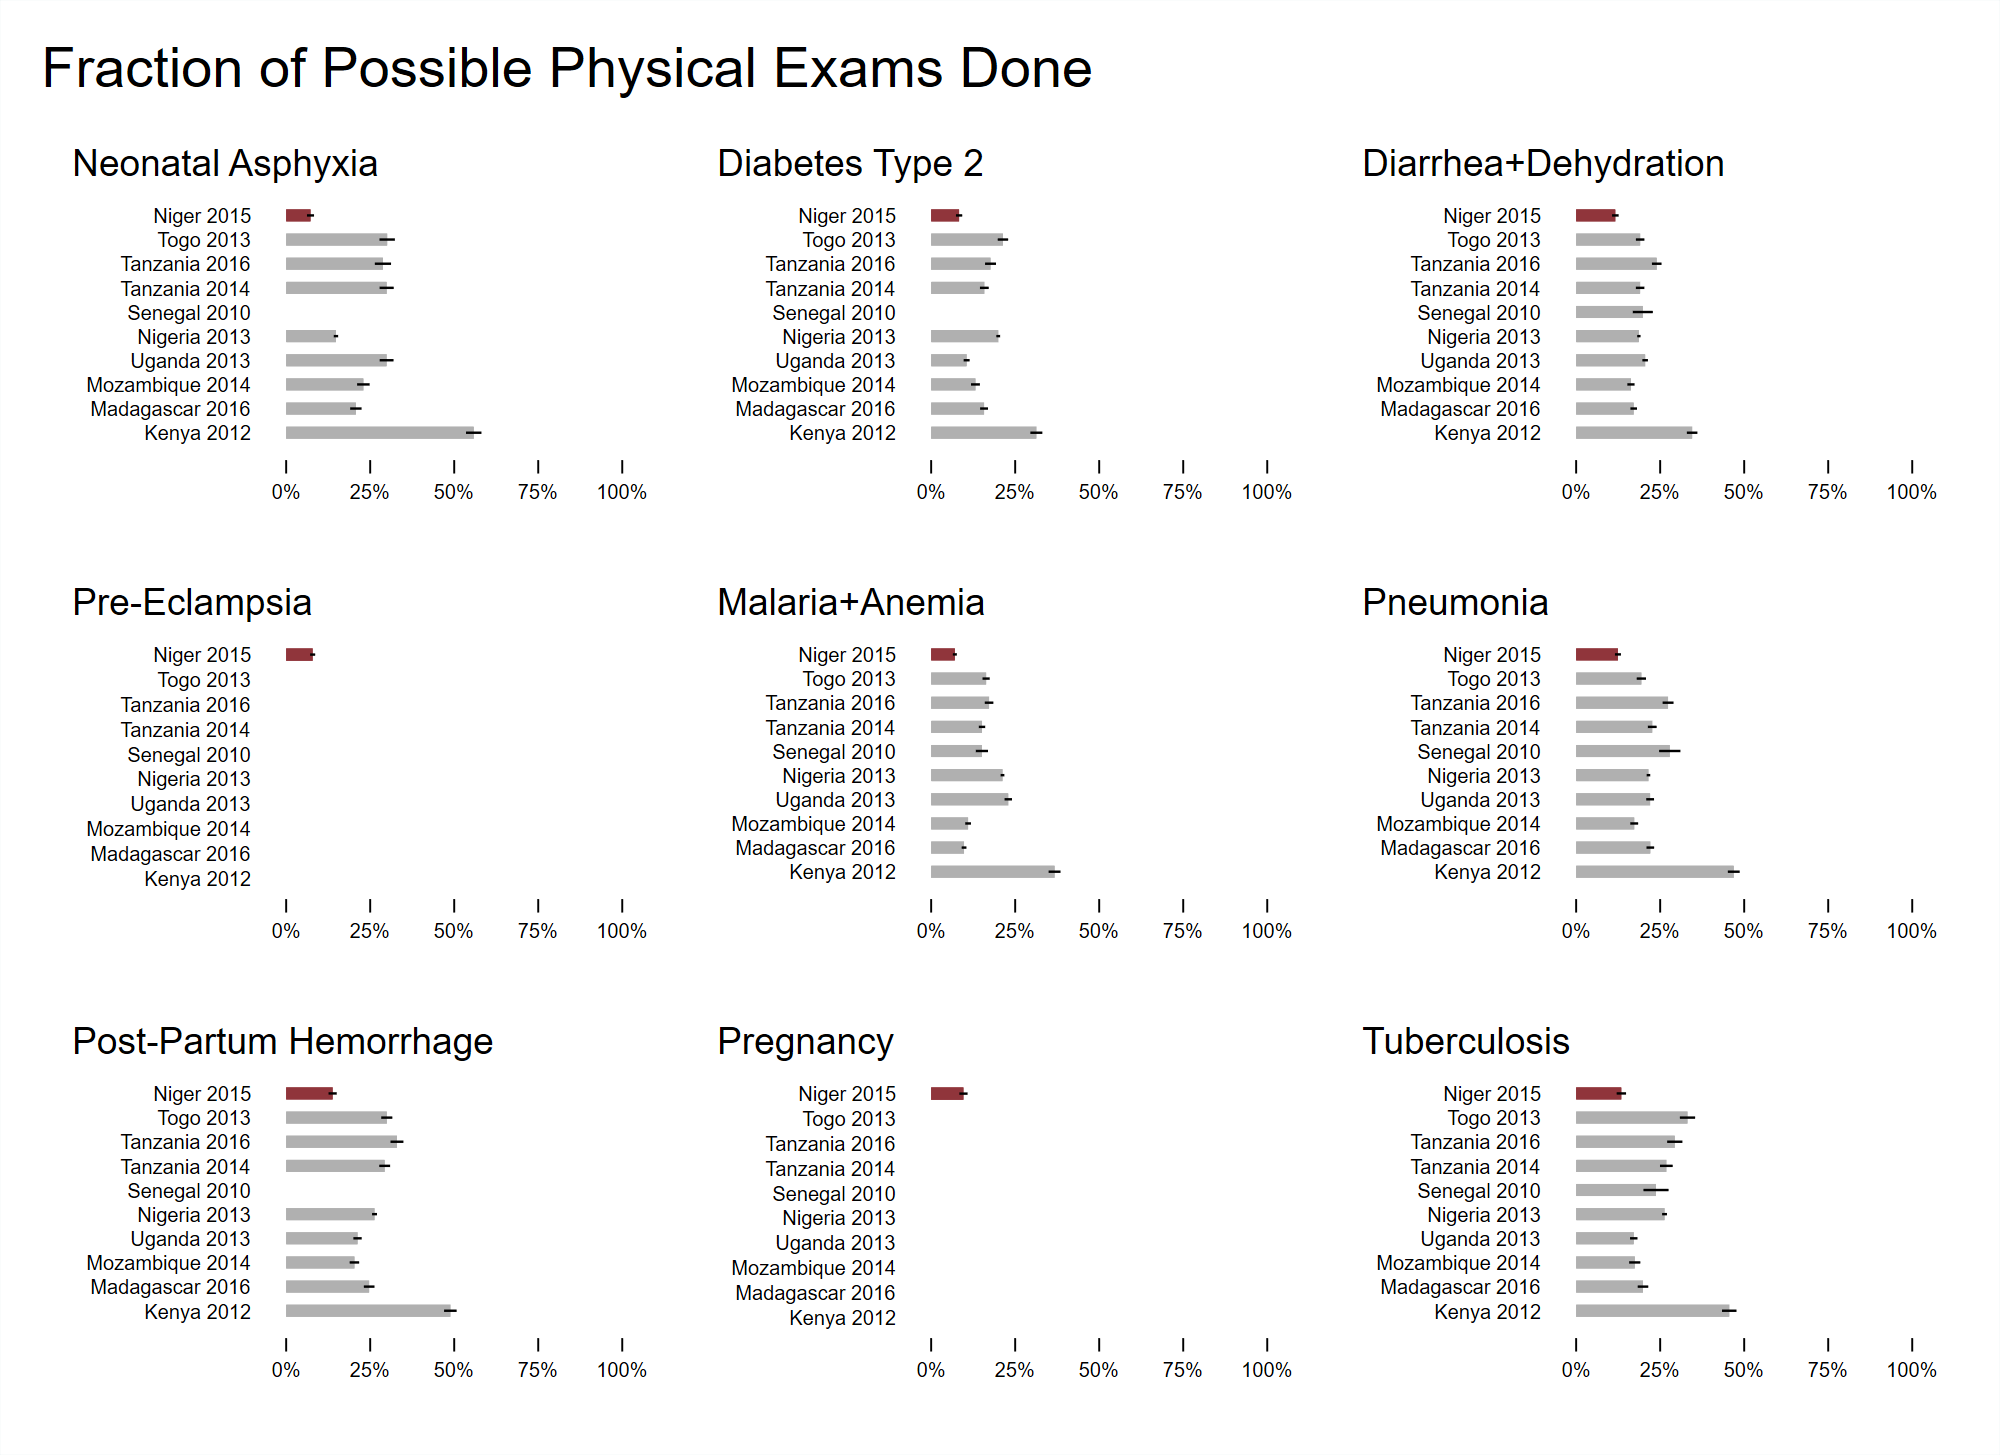 Fraction of Possible Physical Exams Done
Neonatal Asphyxia
Niger 2015
Togo 2013
Tanzania 2016
Tanzania 2014
Senegal 2010
Nigeria 2013
Uganda 2013
Mozambique 2014
Madagascar 2016
Kenya 2012
0% 25% 50% 75% 100%
Diabetes Type 2
Niger 2015
Togo 2013
Tanzania 2016
Tanzania 2014
Senegal 2010
Nigeria 2013
Uganda 2013
Mozambique 2014
Madagascar 2016
Kenya 2012
0% 25% 50% 75% 100%
Diarrhea+Dehydration
Niger 2015
Togo 2013
Tanzania 2016
Tanzania 2014
Senegal 2010
Nigeria 2013
Uganda 2013
Mozambique 2014
Madagascar 2016
Kenya 2012
0% 25% 50% 75% 100%
Pre-Eclampsia
Niger 2015
Togo 2013
Tanzania 2016
Tanzania 2014
Senegal 2010
Nigeria 2013
Uganda 2013
Mozambique 2014
Madagascar 2016
Kenya 2012
0% 25% 50% 75% 100%
Malaria+Anemia
Niger 2015
Togo 2013
Tanzania 2016
Tanzania 2014
Senegal 2010
Nigeria 2013
Uganda 2013
Mozambique 2014
Madagascar 2016
Kenya 2012
0% 25% 50% 75% 100%
Pneumonia
Niger 2015
Togo 2013
Tanzania 2016
Tanzania 2014
Senegal 2010
Nigeria 2013
Uganda 2013
Mozambique 2014
Madagascar 2016
Kenya 2012
0% 25% 50% 75% 100%
Post-Partum Hemorrhage
Niger 2015
Togo 2013
Tanzania 2016
Tanzania 2014
Senegal 2010
Nigeria 2013
Uganda 2013
Mozambique 2014
Madagascar 2016
Kenya 2012
0% 25% 50% 75% 100%
Pregnancy
Niger 2015
Togo 2013
Tanzania 2016
Tanzania 2014
Senegal 2010
Nigeria 2013
Uganda 2013
Mozambique 2014
Madagascar 2016
Kenya 2012
0% 25% 50% 75% 100%
Tuberculosis
Niger 2015
Togo 2013
Tanzania 2016
Tanzania 2014
Senegal 2010
Nigeria 2013
Uganda 2013
Mozambique 2014
Madagascar 2016
Kenya 2012
0% 25% 50% 75% 100%